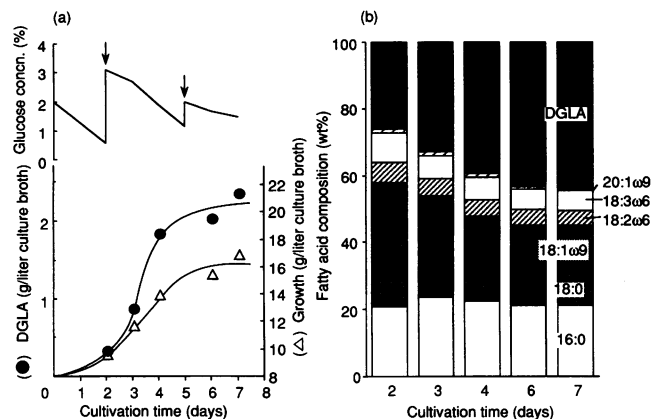 (a)
Glucose concn. (%)
4
3
2
1
0
0 1 2 3 4 5 6 7 8
(●) DGLA (g/liter culture broth)
2
1
(△) Growth (g/liter culture broth)
22
20
18
16
14
12
10
8
Cultivation time (days)
(b)
Fatty acid composition (wt%)
100
80
60
40
20
0
DGLA
20:1ω9
18:3ω6
18:2ω6
18:1ω9
18:0
16:0
2 3 4 6 7
Cultivation time (days)